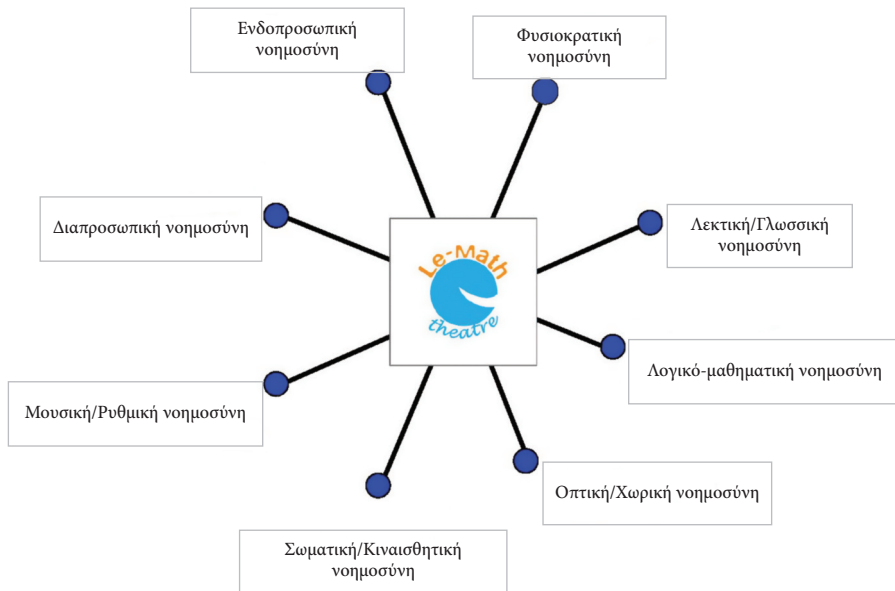 Ενδοπροσωπική
νοημοσύνη
Φυσιοκρατική
νοημοσύνη
Διαπροσωπική νοημοσύνη
Λεκτική/Γλωσσική
νοημοσύνη
Le-Math
theatre
Λογικό-μαθηματική νοημοσύνη
Μουσική/Ρυθμική νοημοσύνη
Οπτική/Χωρική νοημοσύνη
Σωματική/Κιναισθητική
νοημοσύνη